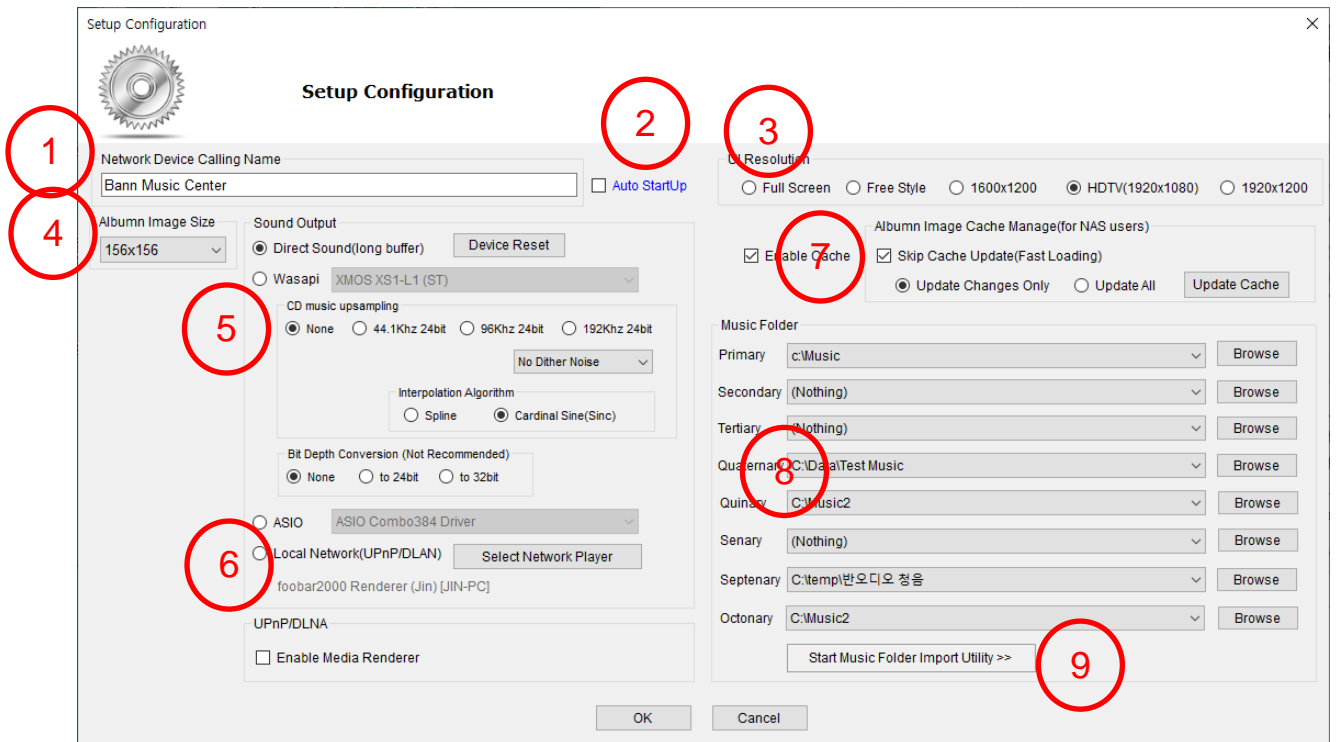 Setup Configuration
Setup Configuration
1
2
3
Network Device Calling Name
Bann Music Center
Auto StartUp
UI Resolution
Full Screen
Free Style
1600x1200
HDTV(1920x1080)
1920x1200
4
Albumn Image Size
156x156
Sound Output
Direct Sound(long buffer)
Device Reset
Wasapi
XMOS XS1-L1 (ST)
5
CD music upsampling
None
44.1Khz 24bit
96Khz 24bit
192Khz 24bit
No Dither Noise
Interpolation Algorithm
Spline
Cardinal Sine(Sinc)
Bit Depth Conversion (Not Recommended)
None
to 24bit
to 32bit
ASIO
ASIO Combo384 Driver
6
Local Network(UPnP/DLAN)
Select Network Player
foobar2000 Renderer (Jin) [JIN-PC]
UPnP/DLNA
Enable Media Renderer
7
Enable Cache
Albumn Image Cache Manage(for NAS users)
Skip Cache Update(Fast Loading)
Update Changes Only
Update All
Update Cache
Music Folder
Primary
c:\Music
Browse
Secondary
(Nothing)
Browse
Tertiary
(Nothing)
Browse
8
Quaternary
C:\Data\Test Music
Browse
Quinary
C:\Music2
Browse
Senary
(Nothing)
Browse
Septenary
C:\temp\반오디오 청음
Browse
Octonary
C:\Music2
Browse
Start Music Folder Import Utility >>
9
OK
Cancel